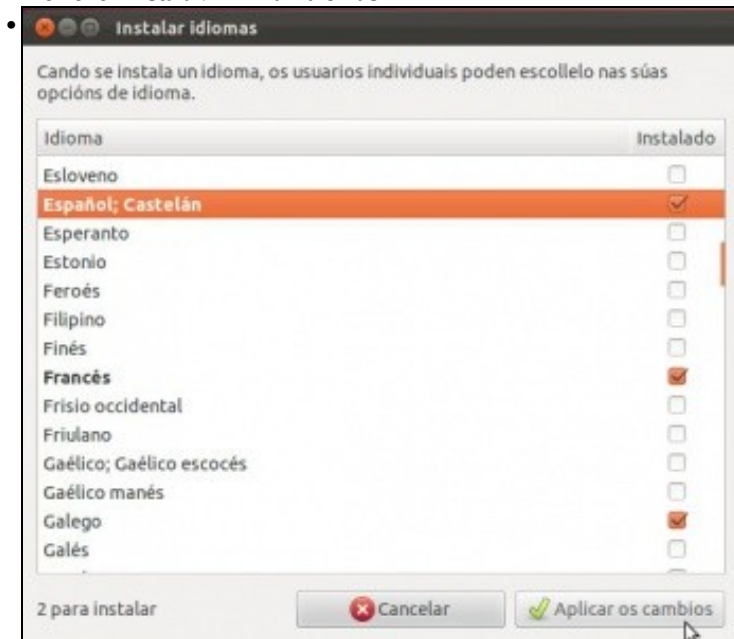 Instalar idiomas
Cando se instala un idioma, os usuarios individuais poden escollelo nas súas
opcións de idioma.
Idioma Instalado
Esloveno
Español; Castelán
Esperanto
Estonio
Feroés
Filipino
Finés
Francés
Frisio occidental
Friulano
Gaélico; Gaélico escocés
Gaélico manés
Galego
Galés
2 para instalar Cancelar Aplicar os cambios